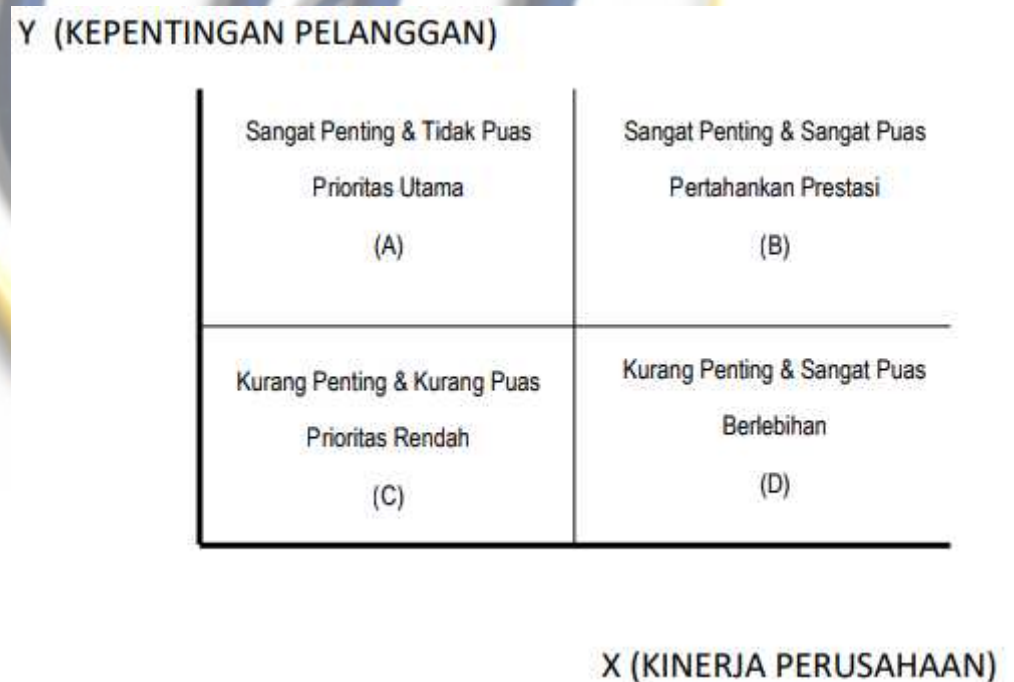 Y (KEPENTINGAN PELANGGAN)
Sangat Penting & Tidak Puas
Prioritas Utama
(A)
Sangat Penting & Sangat Puas
Pertahankan Prestasi
(B)
Kurang Penting & Kurang Puas
Prioritas Rendah
(C)
Kurang Penting & Sangat Puas
Berlebihan
(D)
X (KINERJA PERUSAHAAN)